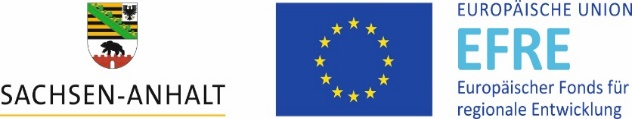 SACHSEN-ANHALT
EUROPÄISCHE UNION
EFRE
Europäischer Fonds für
regionale Entwicklung